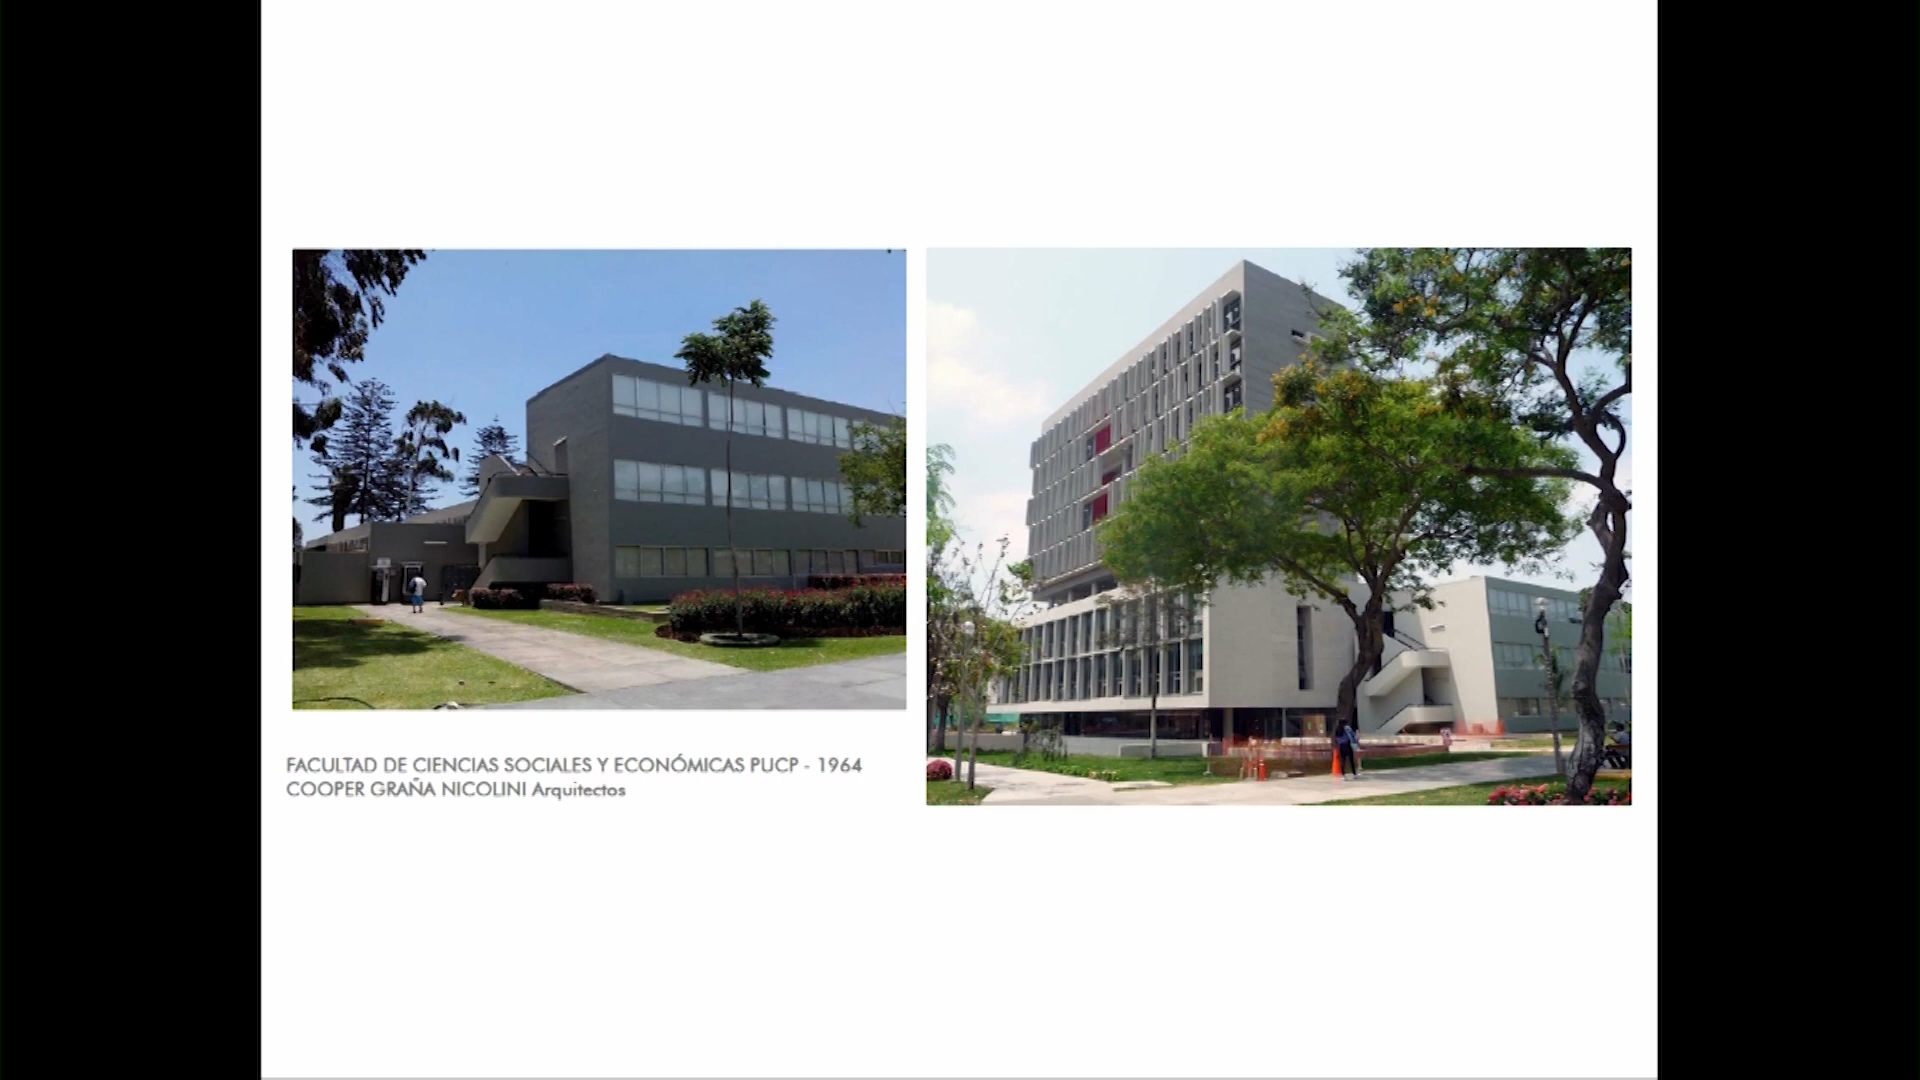 FACULTAD DE CIENCIAS SOCIALES Y ECONÓMICAS PUCP - 1964
COOPER GRAÑA NICOLINI Arquitectos